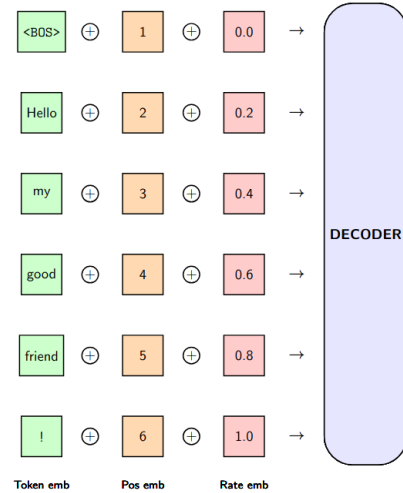 <BOS> ⊕ 1 ⊕ 0.0 →
Hello ⊕ 2 ⊕ 0.2 →
my ⊕ 3 ⊕ 0.4 →
DECODER
good ⊕ 4 ⊕ 0.6 →
friend ⊕ 5 ⊕ 0.8 →
! ⊕ 6 ⊕ 1.0 →
Token emb Pos emb Rate emb